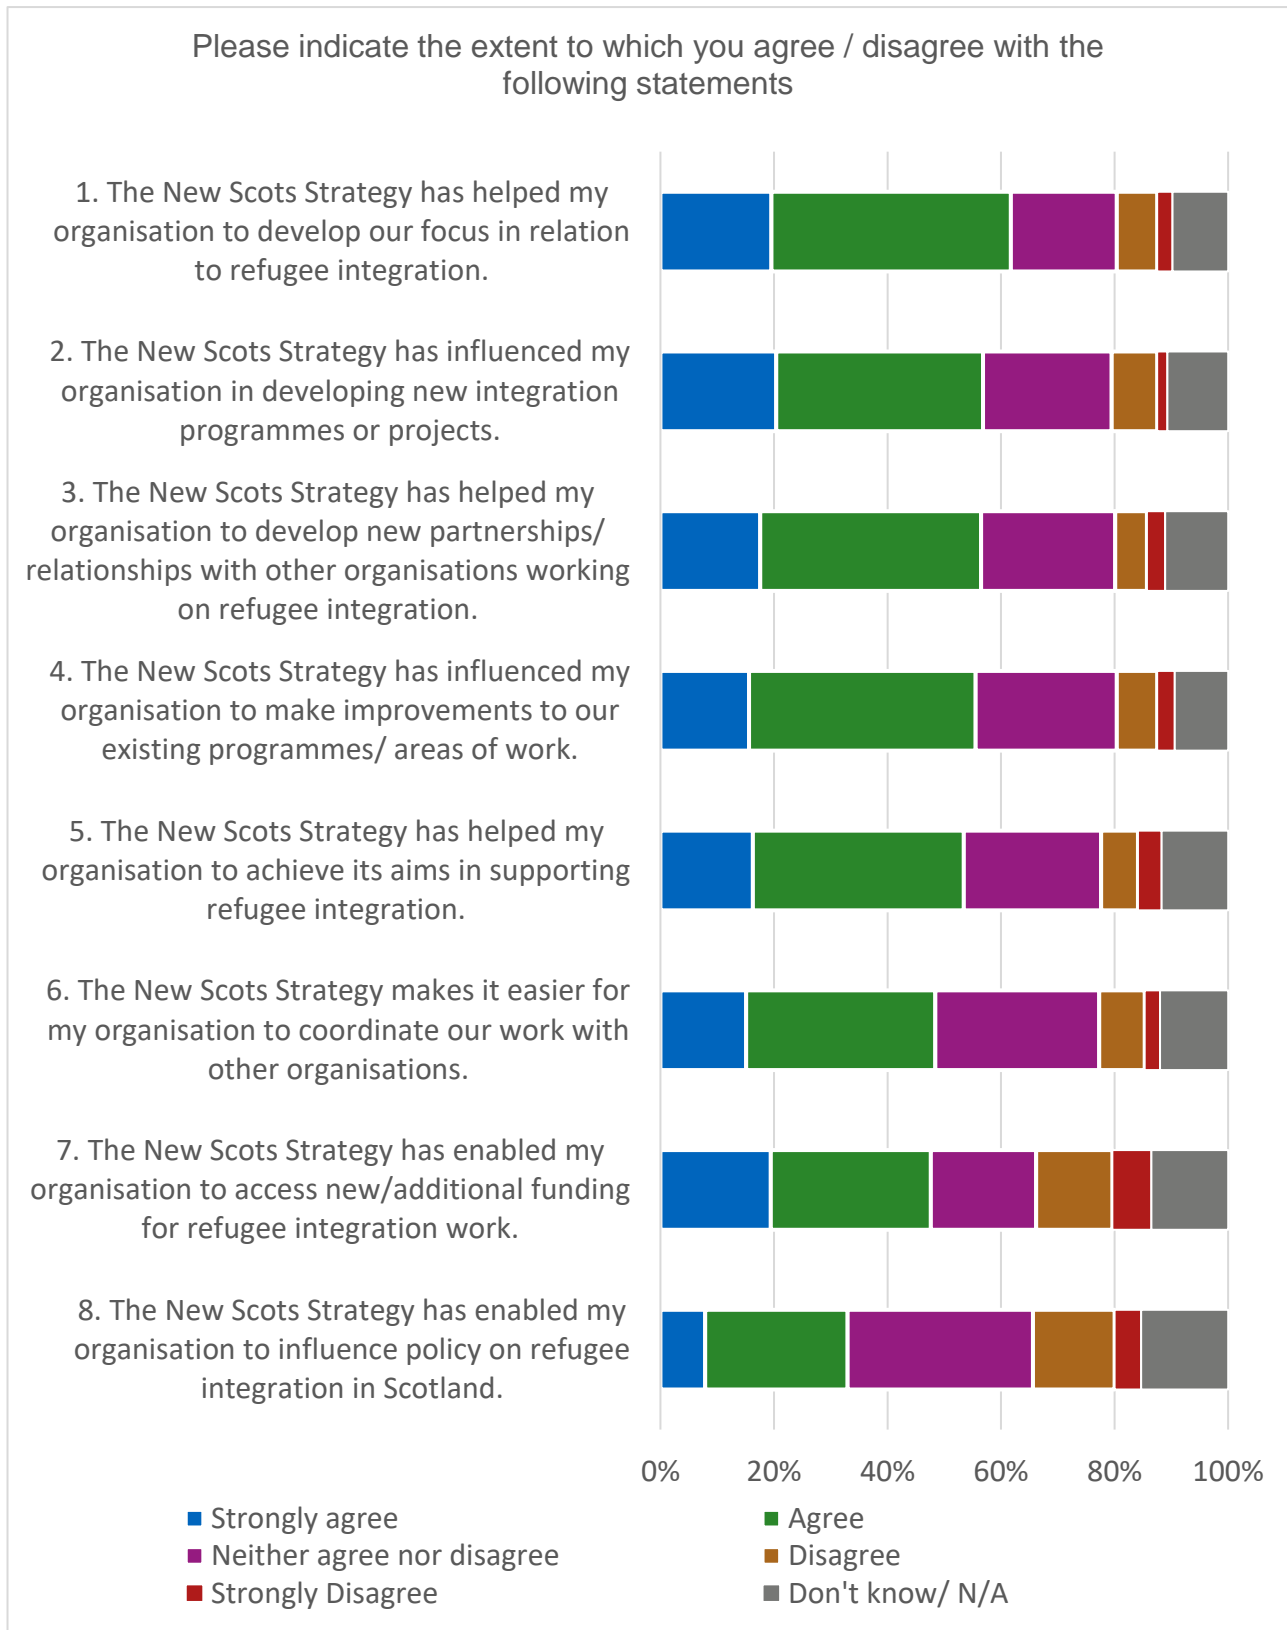 Please indicate the extent to which you agree / disagree with the
following statements
1. The New Scots Strategy has helped my
organisation to develop our focus in relation
to refugee integration.
2. The New Scots Strategy has influenced my
organisation in developing new integration
programmes or projects.
3. The New Scots Strategy has helped my
organisation to develop new partnerships/
relationships with other organisations working
on refugee integration.
4. The New Scots Strategy has influenced my
organisation to make improvements to our
existing programmes/ areas of work.
5. The New Scots Strategy has helped my
organisation to achieve its aims in supporting
refugee integration.
6. The New Scots Strategy makes it easier for
my organisation to coordinate our work with
other organisations.
7. The New Scots Strategy has enabled my
organisation to access new/additional funding
for refugee integration work.
8. The New Scots Strategy has enabled my
organisation to influence policy on refugee
integration in Scotland.
0% 20% 40% 60% 80% 100%
Strongly agree Agree
Neither agree nor disagree Disagree
Strongly Disagree Don't know/ N/A